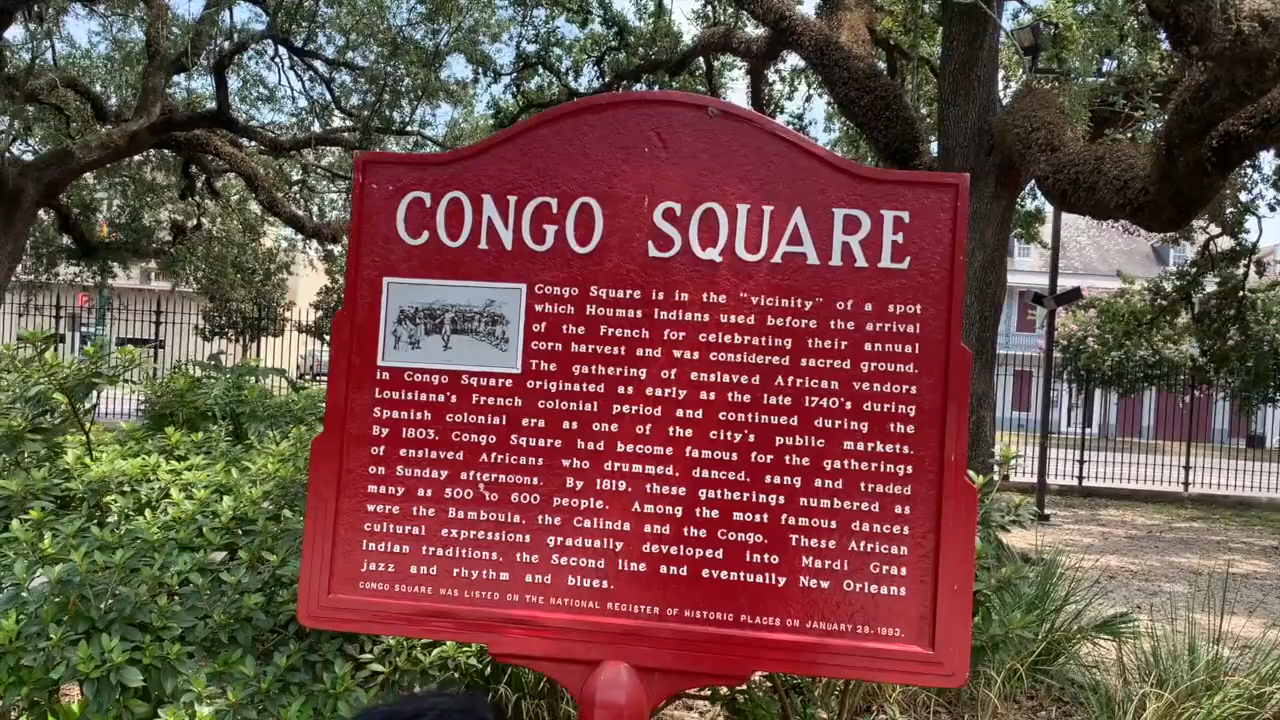 CONGO SQUARE
Congo Square is in the "vicinity" of a spot
which Houmas Indians used before the arrival
of the French for celebrating their annual
corn harvest and was considered sacred ground.
The gathering of enslaved African vendors
in Congo Square originated as early as the late 1740's during
Louisiana's French colonial period and continued during the
Spanish colonial era as one of the city's public markets.
By 1803, Congo Square had become famous for the gatherings
of enslaved Africans who drummed, danced, sang and traded
on Sunday afternoons. By 1819, these gatherings numbered as
many as 500 to 600 people. Among the most famous dances
were the Bamboula, the Calinda and the Congo. These African
cultural expressions gradually developed into Mardi Gras
Indian traditions, the Second line and eventually New Orleans
jazz and rhythm and blues.
CONGO SQUARE WAS LISTED ON THE NATIONAL REGISTER OF HISTORIC PLACES ON JANUARY 28, 1993.